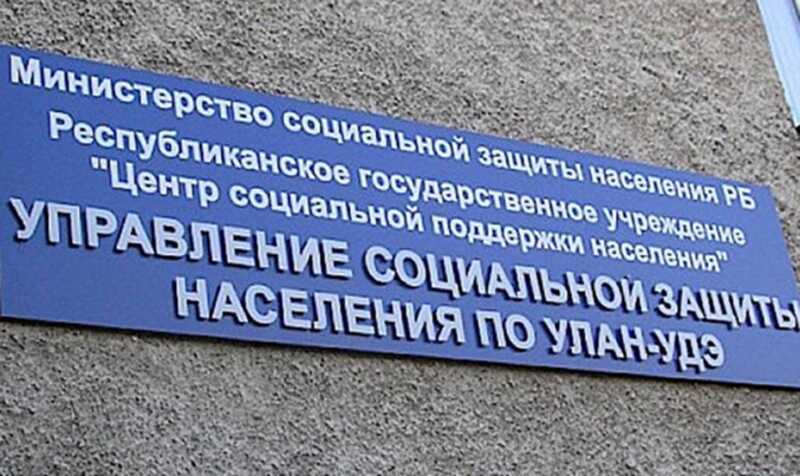 Министерство социальной защиты населения РБ
Республиканское государственное учреждение
"Центр социальной поддержки населения"
УПРАВЛЕНИЕ СОЦИАЛЬНОЙ ЗАЩИТЫ
НАСЕЛЕНИЯ ПО УЛАН-УДЭ